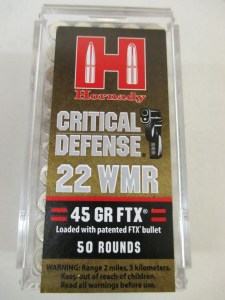 H
Hornady
CRITICAL
DEFENSE®
22 WMR
45 GR FTX®
Loaded with patented FTX® bullet
50 ROUNDS
WARNING: Range 2 miles, 3 kilometers.
Keep out of reach of children.
Read all warnings before use.